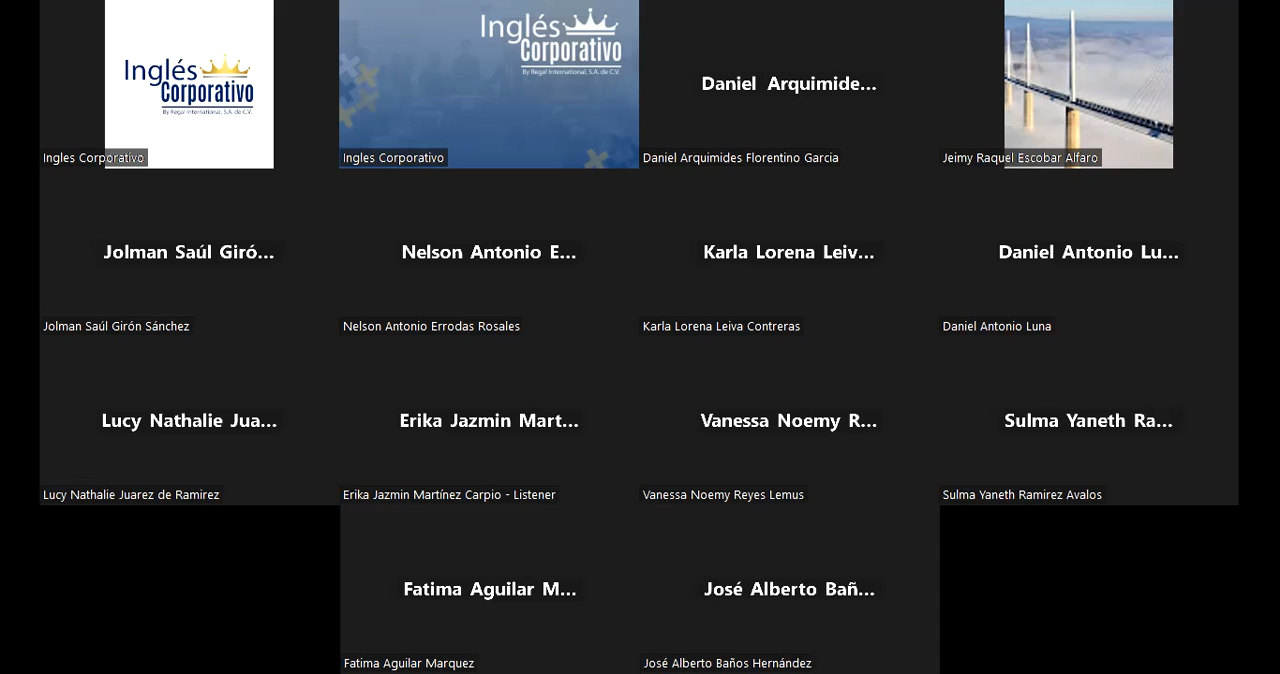 Inglés
Corporativo
By Regal International, S.A. de C.V.
Ingles Corporativo
Inglés
Corporativo
By Regal International, S.A. de C.V.
Ingles Corporativo
Daniel Arquimide...
Daniel Arquimides Florentino Garcia
Jeimy Raquel Escobar Alfaro
Jolman Saúl Giró...
Jolman Saúl Girón Sánchez
Nelson Antonio E...
Nelson Antonio Errodas Rosales
Karla Lorena Leiv...
Karla Lorena Leiva Contreras
Daniel Antonio Lu...
Daniel Antonio Luna
Lucy Nathalie Jua...
Lucy Nathalie Juarez de Ramirez
Erika Jazmin Mart...
Erika Jazmin Martínez Carpio - Listener
Vanessa Noemy R...
Vanessa Noemy Reyes Lemus
Sulma Yaneth Ra...
Sulma Yaneth Ramirez Avalos
Fatima Aguilar M...
Fatima Aguilar Marquez
José Alberto Bañ...
José Alberto Baños Hernández